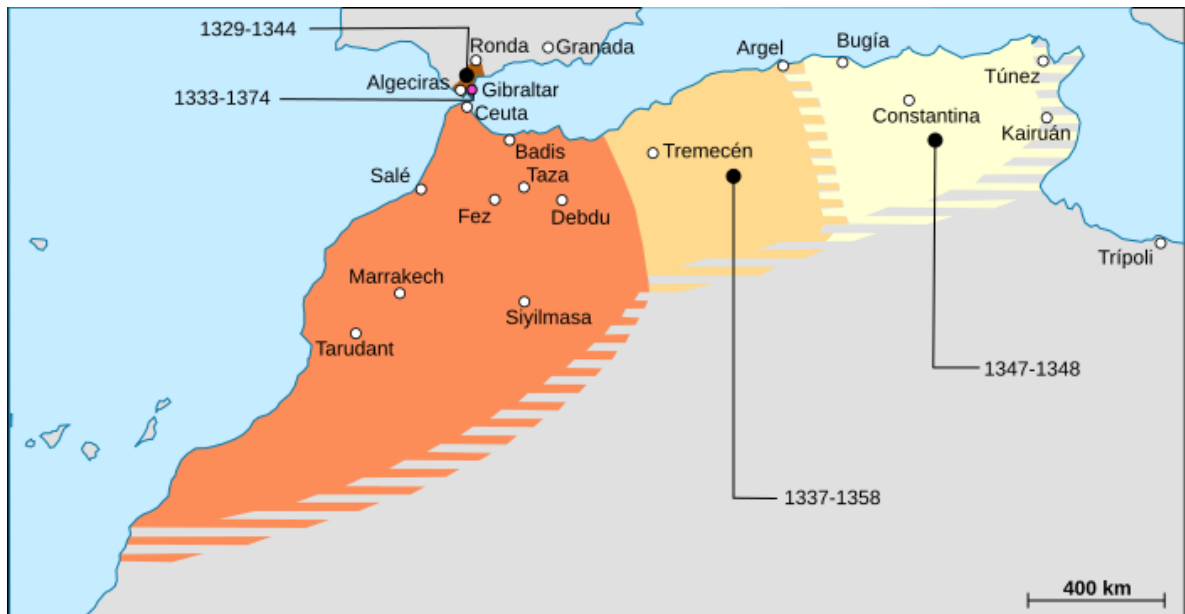 1329-1344
Ronda
Granada
Argel
Bugía
Túnez
Algeciras
Gibraltar
1333-1374
Ceuta
Constantina
Kairuán
Badis
Tremecén
Taza
Salé
Fez
Debdu
Trípoli
Marrakech
Siyilmasa
Tarudant
1347-1348
1337-1358
400 km